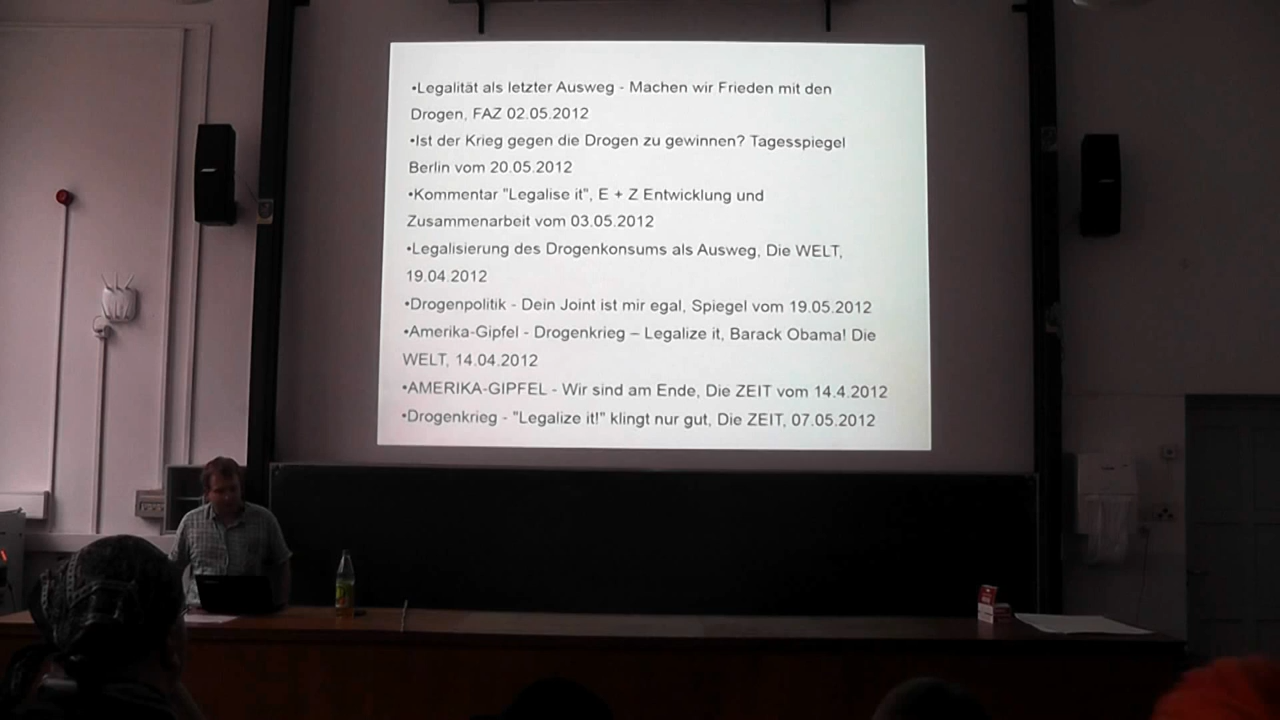 •Legalität als letzter Ausweg - Machen wir Frieden mit den
Drogen, FAZ 02.05.2012
•Ist der Krieg gegen die Drogen zu gewinnen? Tagesspiegel
Berlin vom 20.05.2012
•Kommentar "Legalise it", E + Z Entwicklung und
Zusammenarbeit vom 03.05.2012
•Legalisierung des Drogenkonsums als Ausweg, Die WELT,
19.04.2012
•Drogenpolitik - Dein Joint ist mir egal, Spiegel vom 19.05.2012
•Amerika-Gipfel - Drogenkrieg – Legalize it, Barack Obama! Die
WELT, 14.04.2012
•AMERIKA-GIPFEL - Wir sind am Ende, Die ZEIT vom 14.4.2012
•Drogenkrieg - "Legalize it!" klingt nur gut, Die ZEIT, 07.05.2012